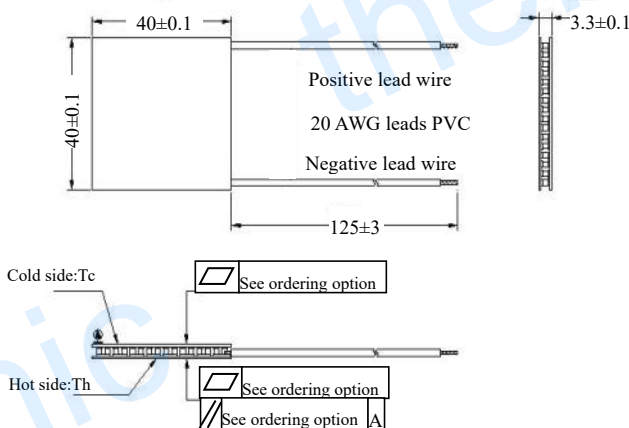 40±0.1
3.3±0.1
Positive lead wire
40±0.1
20 AWG leads PVC
Negative lead wire
125±3
Cold side:Tc
See ordering option
Hot side:Th
See ordering option
See ordering option A